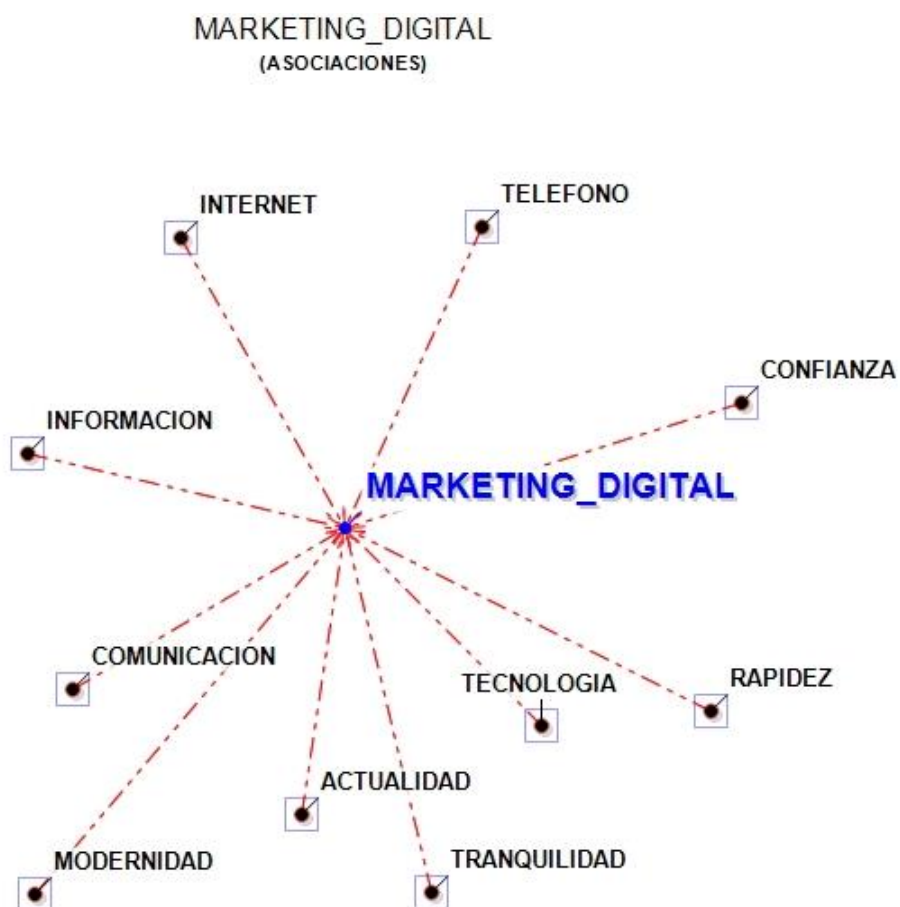 MARKETING_DIGITAL
(ASOCIACIONES)
INTERNET
TELEFONO
CONFIANZA
INFORMACION
MARKETING_DIGITAL
COMUNICACION
TECNOLOGIA
RAPIDEZ
ACTUALIDAD
MODERNIDAD
TRANQUILIDAD